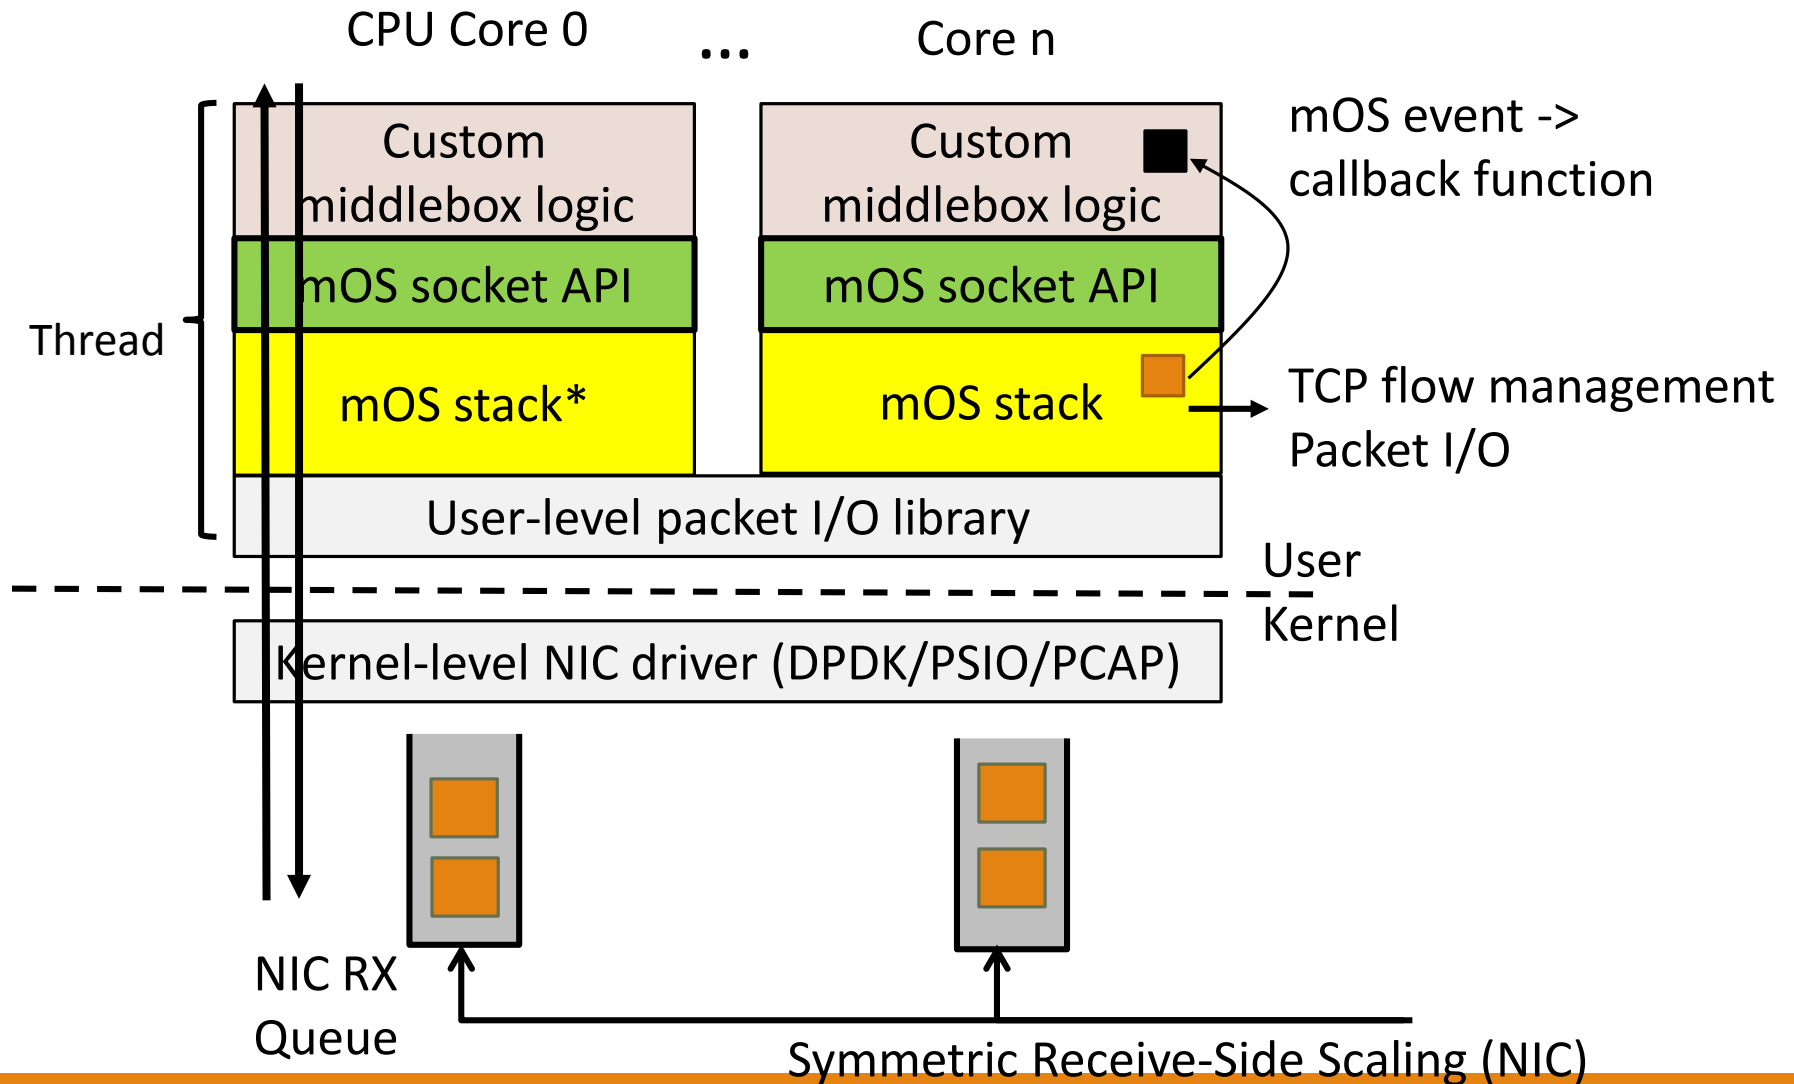 CPU Core 0
...
Core n
Custom
middlebox logic
mOS socket API
mOS stack*
Custom
middlebox logic
mOS socket API
mOS stack
mOS event ->
callback function
Thread
TCP flow management
Packet I/O
User-level packet I/O library
User
Kernel
Kernel-level NIC driver (DPDK/PSIO/PCAP)
NIC RX
Queue
Symmetric Receive-Side Scaling (NIC)